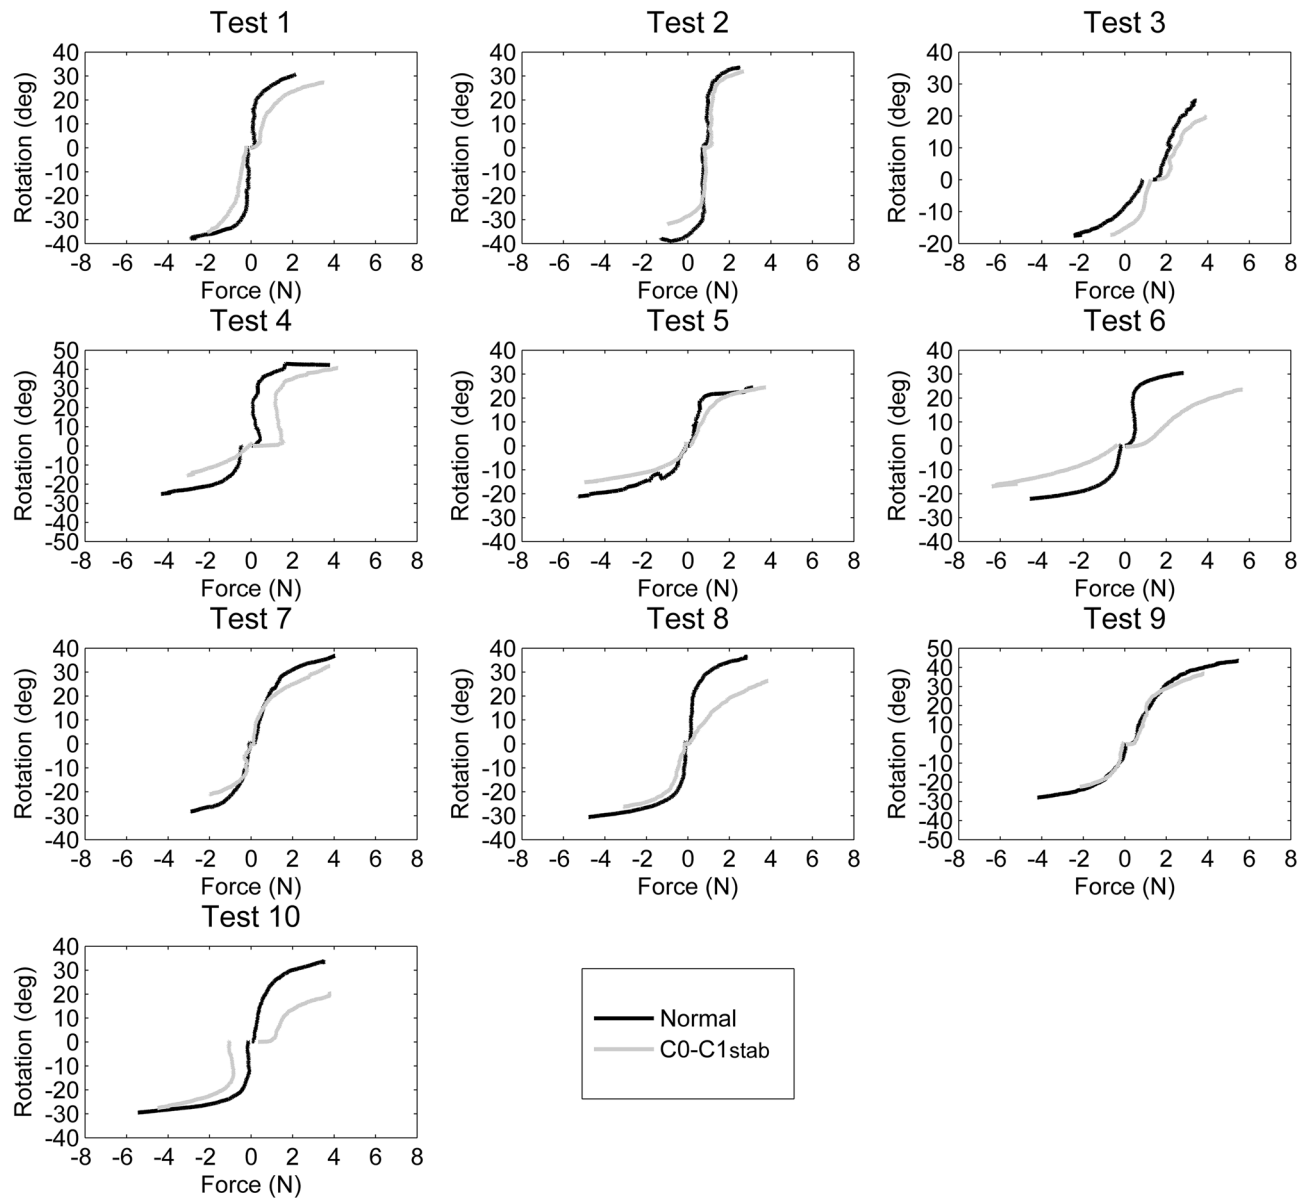 Test 1
Test 2
Test 3
40
30
20
10
0
-10
-20
-30
-40
Rotation (deg)
-8 -6 -4 -2 0 2 4 6 8
Force (N)
40
30
20
10
0
-10
-20
-30
-40
Rotation (deg)
-8 -6 -4 -2 0 2 4 6 8
Force (N)
40
30
20
10
0
-10
-20
Rotation (deg)
-8 -6 -4 -2 0 2 4 6 8
Force (N)
Test 4
Test 5
Test 6
50
40
30
20
10
0
-10
-20
-30
-40
-50
Rotation (deg)
-8 -6 -4 -2 0 2 4 6 8
Force (N)
40
30
20
10
0
-10
-20
-30
-40
Rotation (deg)
-8 -6 -4 -2 0 2 4 6 8
Force (N)
40
30
20
10
0
-10
-20
-30
-40
Rotation (deg)
-8 -6 -4 -2 0 2 4 6 8
Force (N)
Test 7
Test 8
Test 9
40
30
20
10
0
-10
-20
-30
-40
Rotation (deg)
-8 -6 -4 -2 0 2 4 6 8
Force (N)
40
30
20
10
0
-10
-20
-30
-40
Rotation (deg)
-8 -6 -4 -2 0 2 4 6 8
Force (N)
50
40
30
20
10
0
-10
-20
-30
-40
-50
Rotation (deg)
-8 -6 -4 -2 0 2 4 6 8
Force (N)
Test 10
40
30
20
10
0
-10
-20
-30
-40
Rotation (deg)
-8 -6 -4 -2 0 2 4 6 8
Force (N)
Normal
C0-C1stab